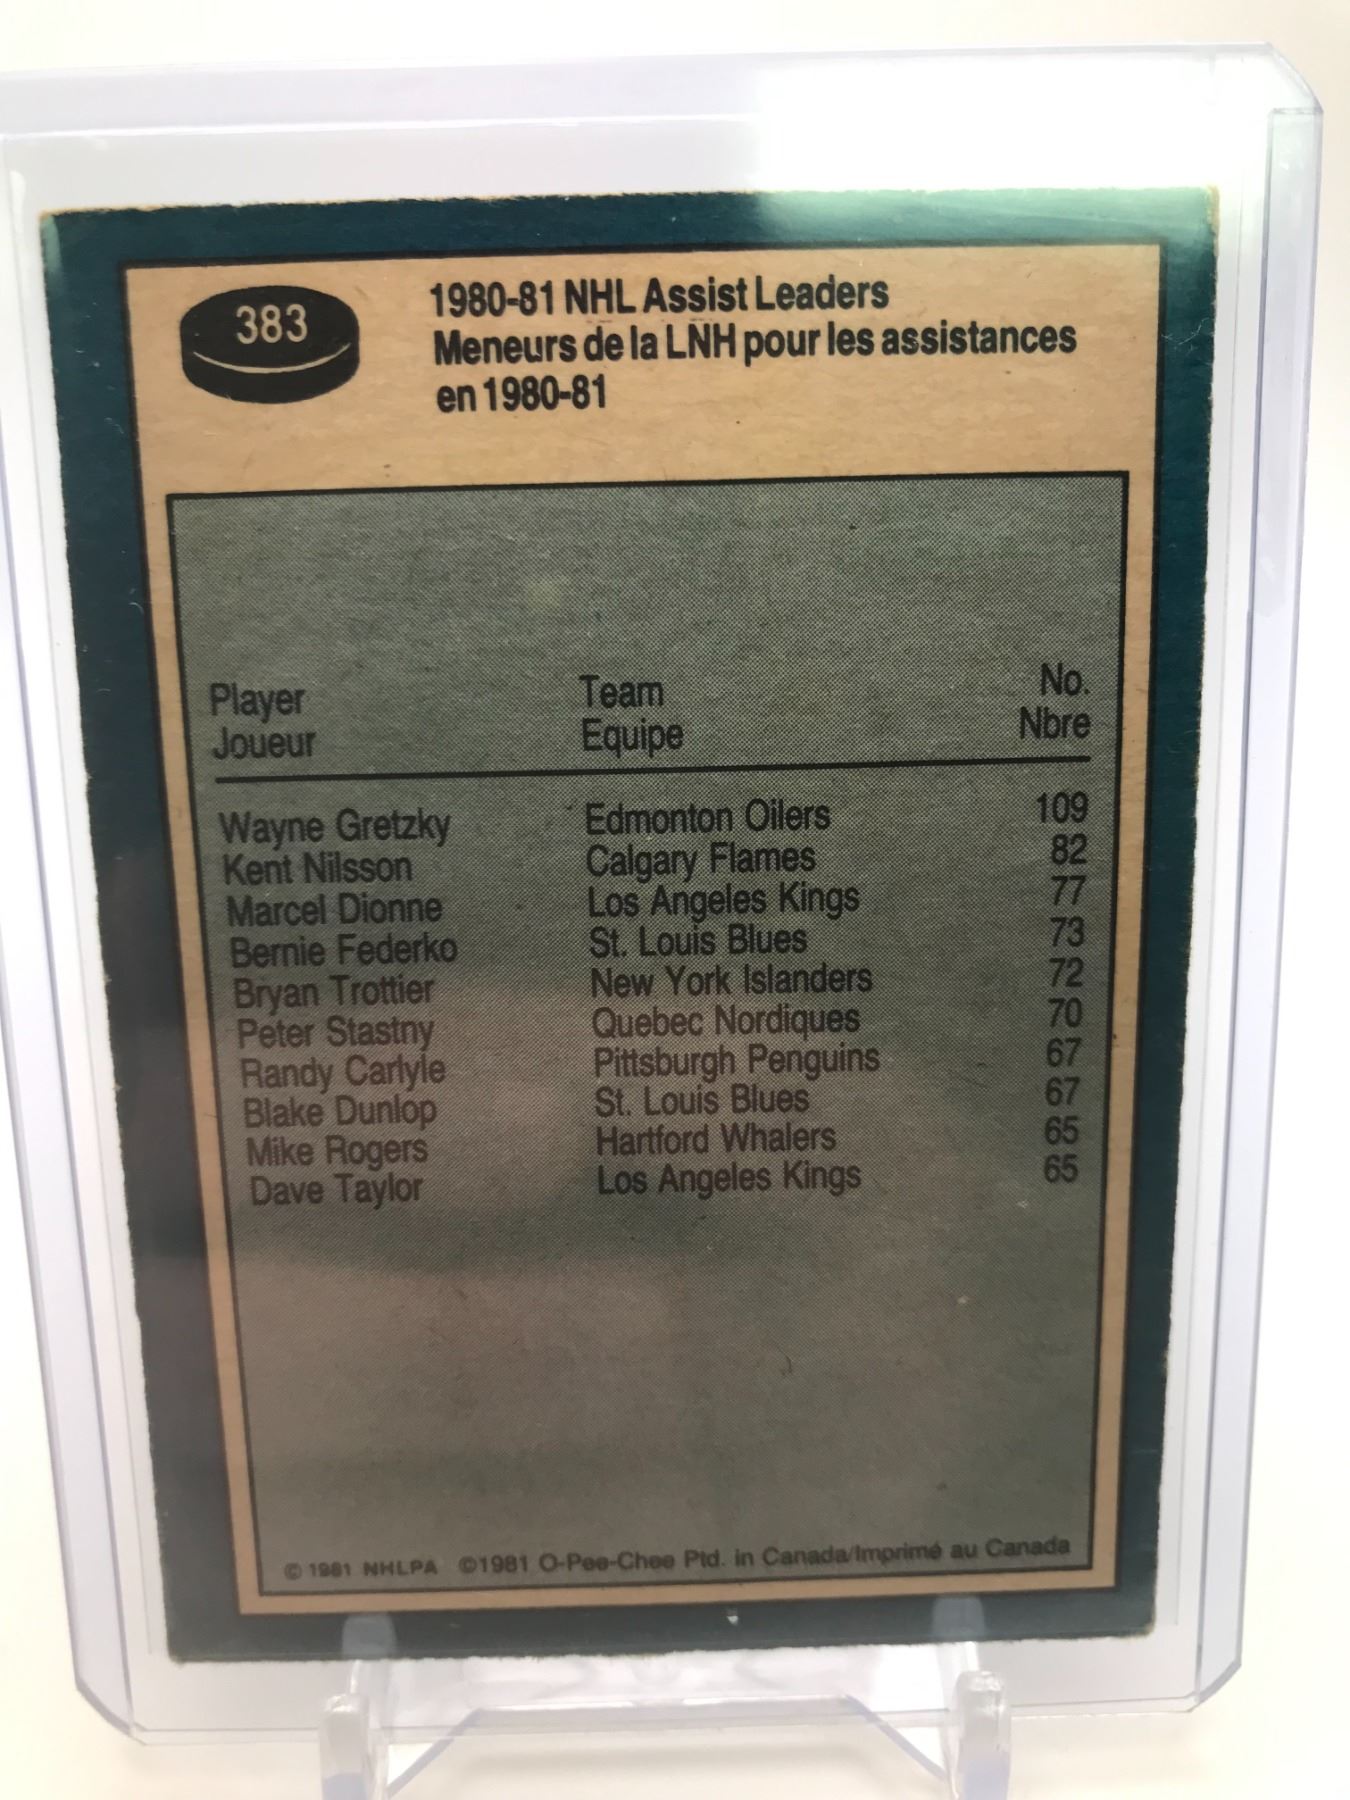 383
1980-81 NHL Assist Leaders
Meneurs de la LNH pour les assistances
en 1980-81
Player Team No.
Joueur Equipe Nbre
Wayne Gretzky Edmonton Oilers 109
Kent Nilsson Calgary Flames 82
Marcel Dionne Los Angeles Kings 77
Bernie Federko St. Louis Blues 73
Bryan Trottier New York Islanders 72
Peter Stastny Quebec Nordiques 70
Randy Carlyle Pittsburgh Penguins 67
Blake Dunlop St. Louis Blues 67
Mike Rogers Hartford Whalers 65
Dave Taylor Los Angeles Kings 65
© 1981 NHLPA ©1981 O-Pee-Chee Ptd. in Canada/Imprimé au Canada